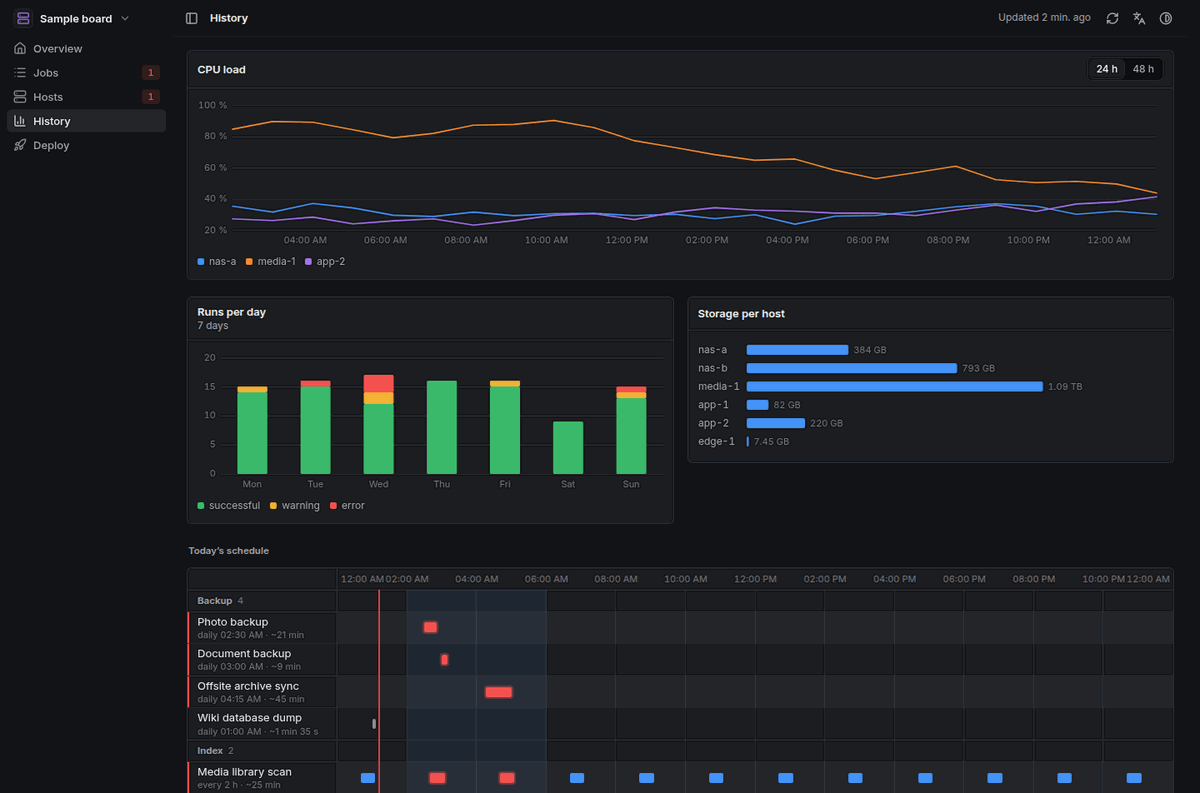 Sample board
History
Updated 2 min. ago
Overview
Jobs 1
Hosts 1
History
Deploy
CPU load
24 h 48 h
100 %
80 %
60 %
40 %
20 %
04:00 AM 06:00 AM 08:00 AM 10:00 AM 12:00 PM 02:00 PM 04:00 PM 06:00 PM 08:00 PM 10:00 PM 12:00 AM
nas-a media-1 app-2
Runs per day
7 days
20
15
10
5
0
Mon Tue Wed Thu Fri Sat Sun
successful warning error
Storage per host
nas-a 384 GB
nas-b 793 GB
media-1 1.09 TB
app-1 82 GB
app-2 220 GB
edge-1 7.45 GB
Today's schedule
12:00 AM 02:00 AM 04:00 AM 06:00 AM 08:00 AM 10:00 AM 12:00 PM 02:00 PM 04:00 PM 06:00 PM 08:00 PM 10:00 PM 12:00 AM
Backup 4
Photo backup
daily 02:30 AM · ~21 min
Document backup
daily 03:00 AM · ~9 min
Offsite archive sync
daily 04:15 AM · ~45 min
Wiki database dump
daily 01:00 AM · ~1 min 35 s
Index 2
Media library scan
every 2 h · ~25 min